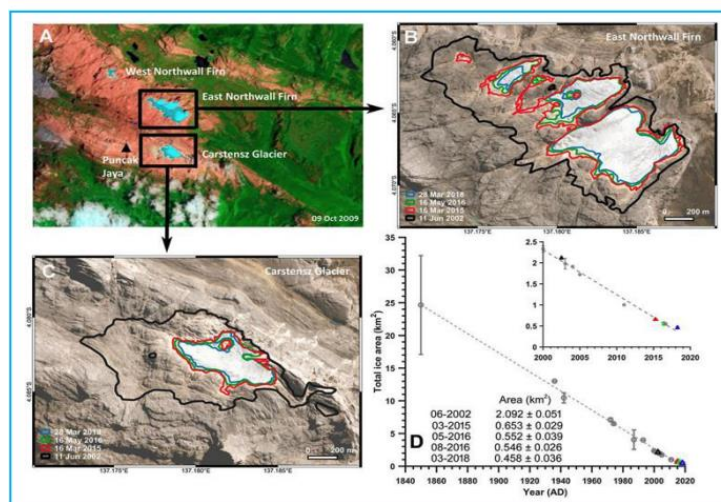 A
West Northwall Firn
East Northwall Firn
Puncak
Jaya
Carstensz Glacier
09 Oct 2009
B
East Northwall Firn
28 Mar 2018
16 May 2016
16 Mar 2015
11 Jun 2002
0 200 m
137.175°E 137.180°E 137.185°E
C
Carstensz Glacier
28 Mar 2018
16 May 2016
16 Mar 2015
11 Jun 2002
0 200 m
137.175°E 137.180°E 137.185°E
35
30
25
20
15
10
5
0
Total ice area (km²)
2.5
2
1.5
1
0.5
0
2000 2005 2010 2015 2020
Area (km²)
06-2002 2.092 ± 0.051
03-2015 0.653 ± 0.029
05-2016 0.552 ± 0.039
08-2016 0.546 ± 0.026
03-2018 0.458 ± 0.036
D
1840 1860 1880 1900 1920 1940 1960 1980 2000 2020
Year (AD)